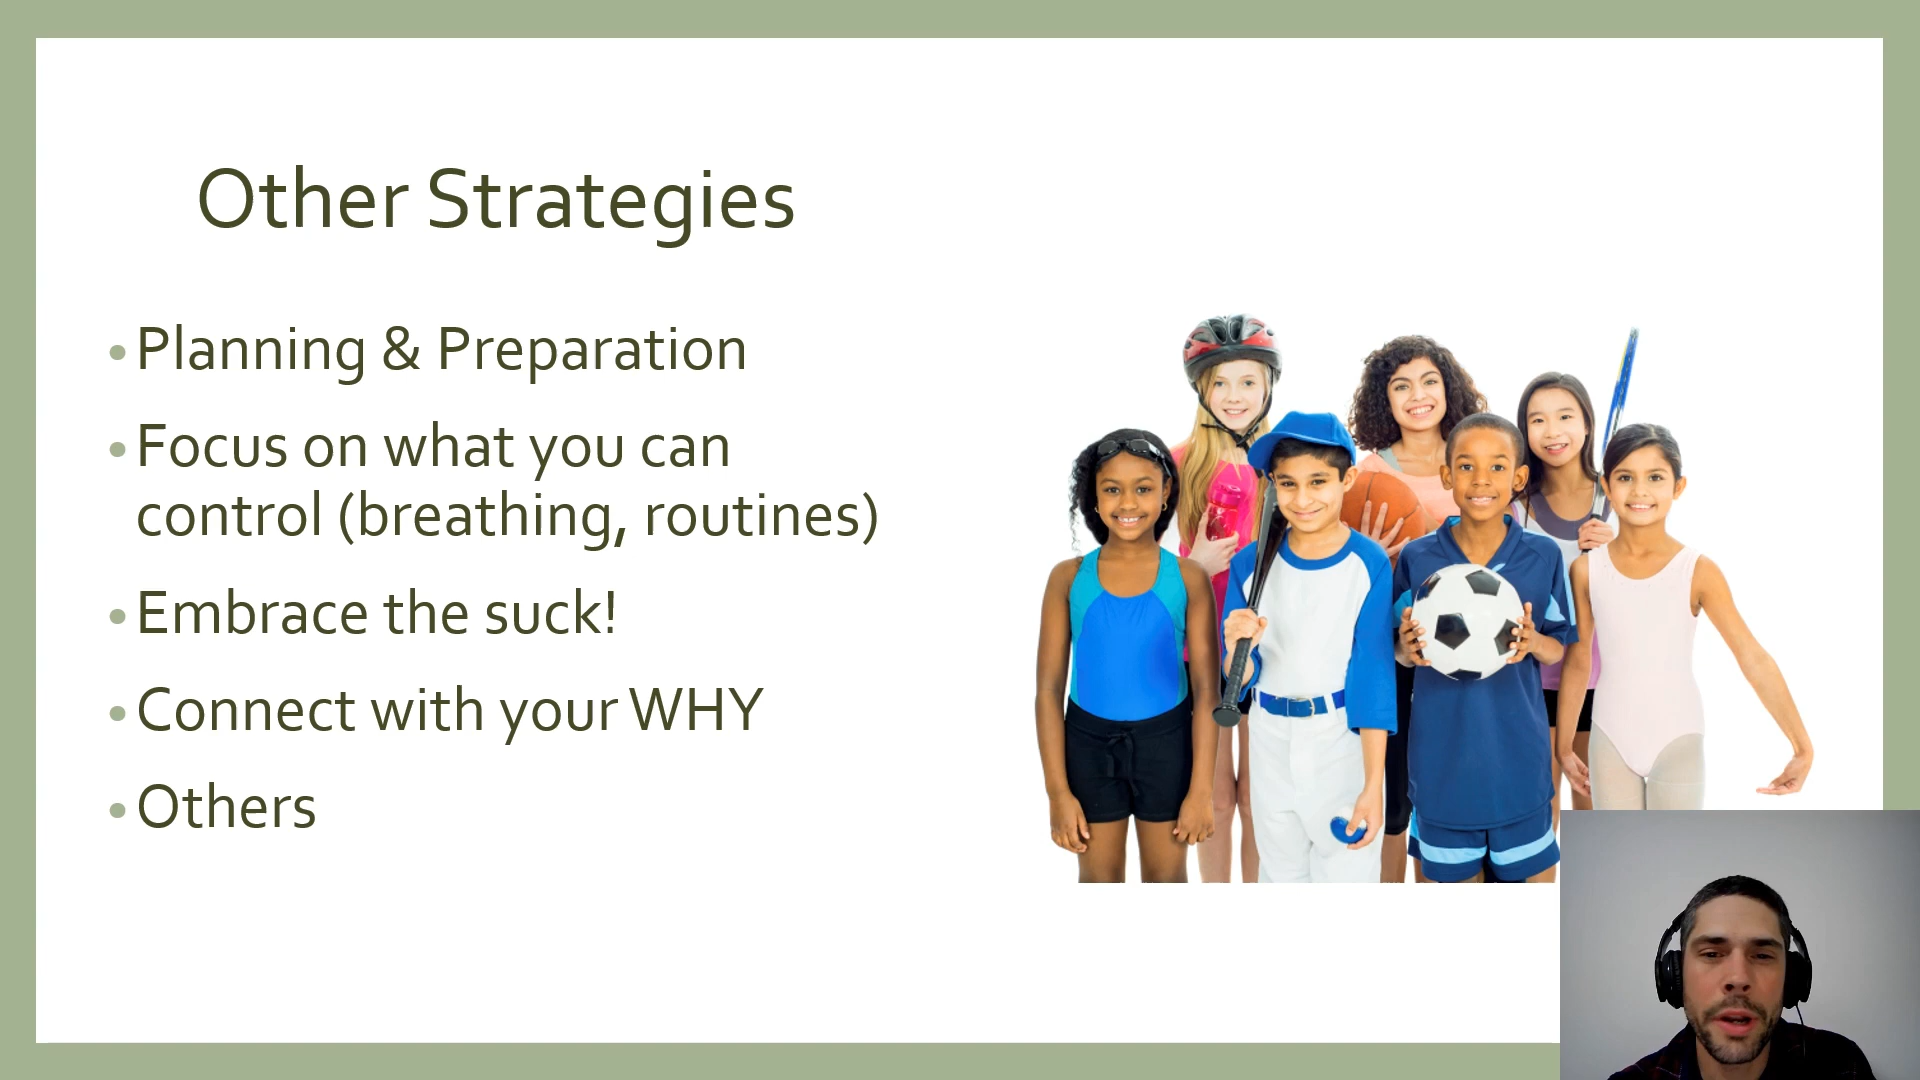 Other Strategies
• Planning & Preparation
• Focus on what you can
control (breathing, routines)
• Embrace the suck!
• Connect with your WHY
• Others